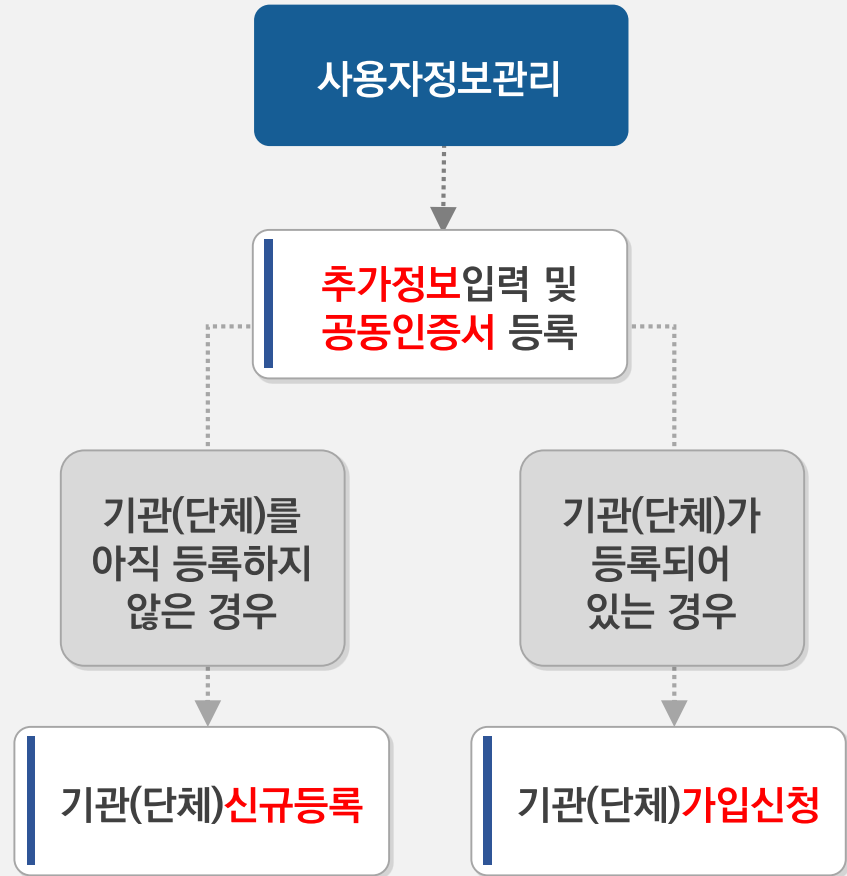 사용자정보관리
추가정보입력 및
공동인증서 등록
기관(단체)를
아직 등록하지
않은 경우
기관(단체)가
등록되어
있는 경우
기관(단체)신규등록
기관(단체)가입신청